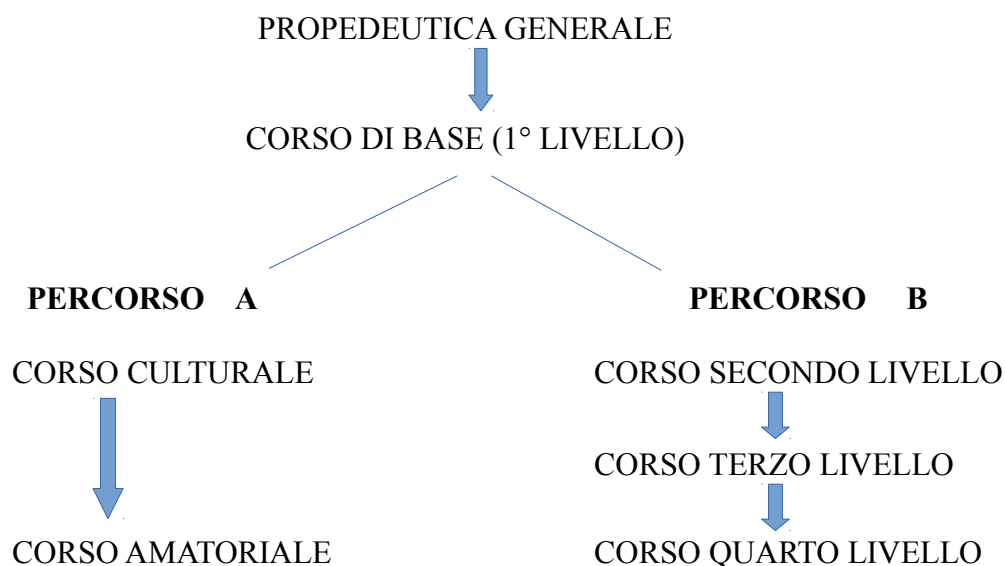 PROPEDEUTICA GENERALE
CORSO DI BASE (1° LIVELLO)
PERCORSO A
PERCORSO B
CORSO CULTURALE
CORSO SECONDO LIVELLO
CORSO TERZO LIVELLO
CORSO AMATORIALE
CORSO QUARTO LIVELLO